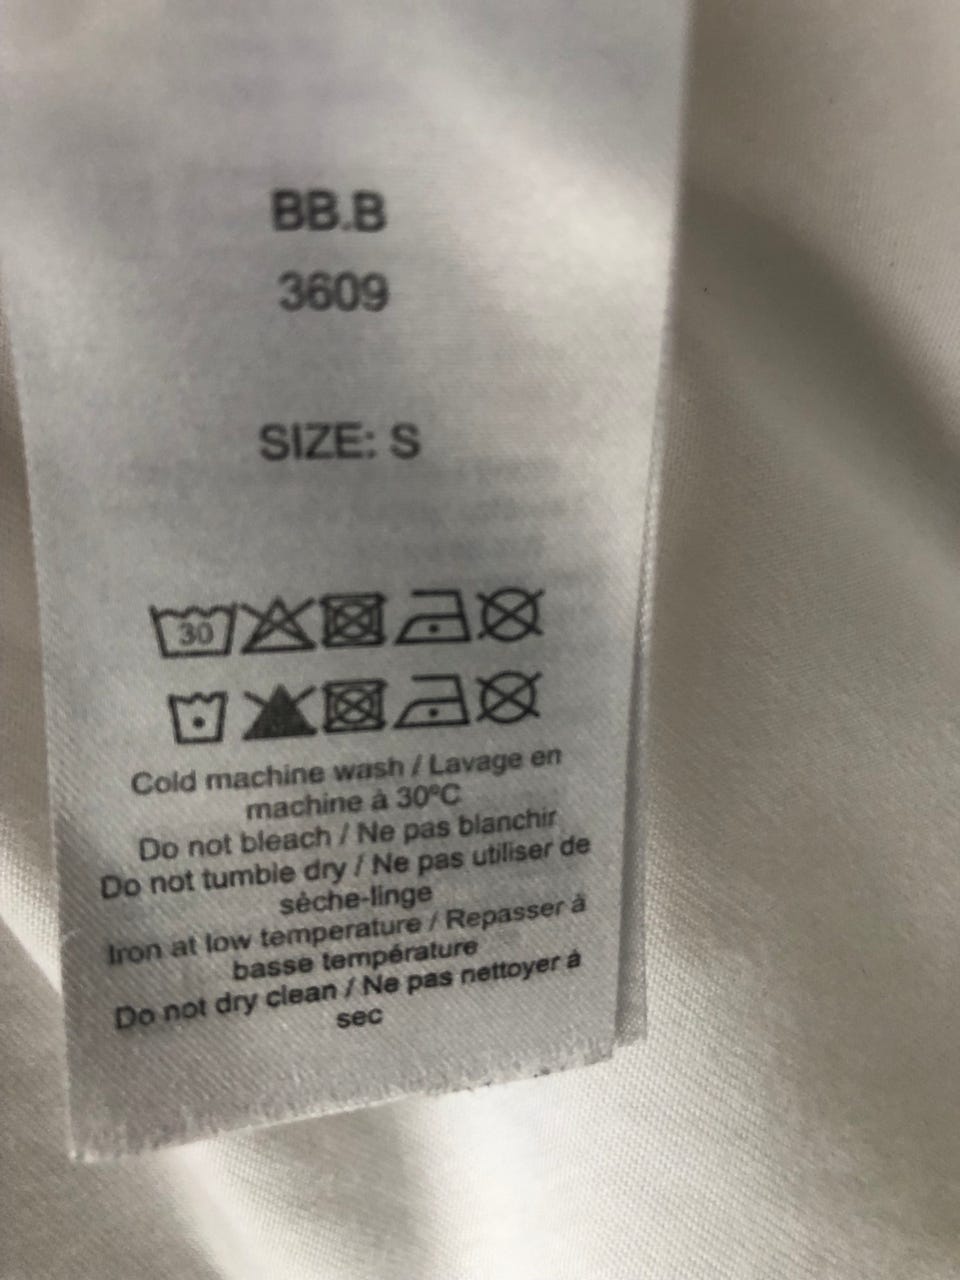 BB.B
3609
SIZE: S
30
Cold machine wash / Lavage en
machine à 30ºC
Do not bleach / Ne pas blanchir
Do not tumble dry / Ne pas utiliser de
sèche-linge
Iron at low temperature / Repasser à
basse température
Do not dry clean / Ne pas nettoyer à
sec